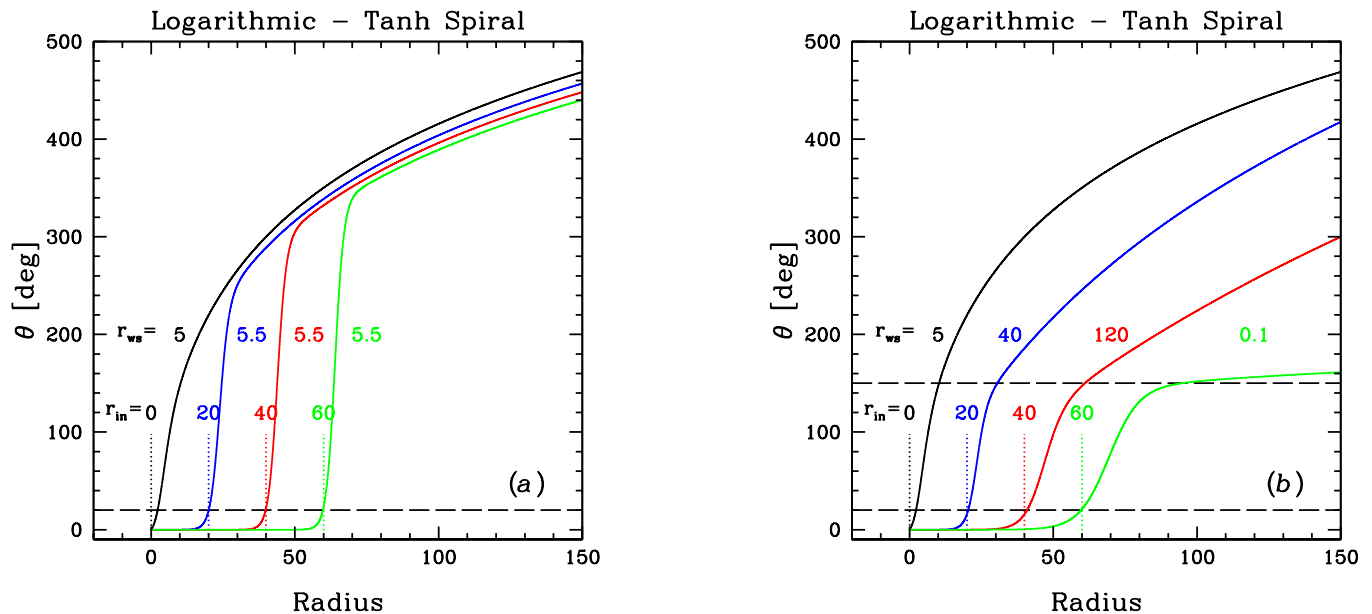 Logarithmic – Tanh Spiral
500
400
300
200
100
0
θ [deg]
r_ws= 5 5.5 5.5 5.5
r_in=0 20 40 60
(a)
0 50 100 150
Radius
Logarithmic – Tanh Spiral
500
400
300
200
100
0
θ [deg]
r_ws= 5 40 120 0.1
r_in=0 20 40 60
(b)
0 50 100 150
Radius